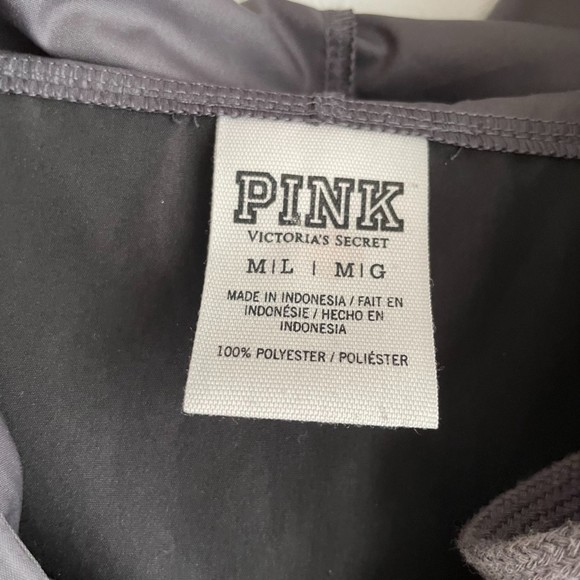 PINK
VICTORIA'S SECRET
M|L | M|G
MADE IN INDONESIA / FAIT EN
INDONÉSIE / HECHO EN
INDONESIA
100% POLYESTER / POLIÉSTER